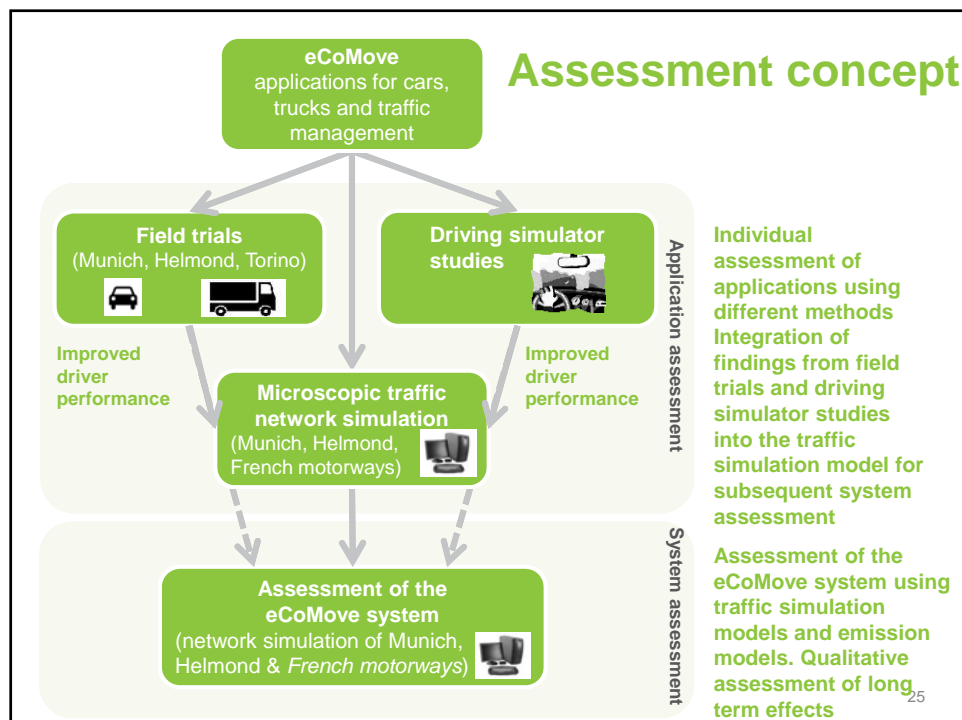 Assessment concept
eCoMove
applications for cars,
trucks and traffic
management
Field trials
(Munich, Helmond, Torino)
Driving simulator
studies
Improved
driver
performance
Improved
driver
performance
Microscopic traffic
network simulation
(Munich, Helmond,
French motorways)
Application assessment
Individual
assessment of
applications using
different methods
Integration of
findings from field
trials and driving
simulator studies
into the traffic
simulation model for
subsequent system
assessment
Assessment of the
eCoMove system
(network simulation of Munich,
Helmond & French motorways)
System assessment
Assessment of the
eCoMove system using
traffic simulation
models and emission
models. Qualitative
assessment of long
term effects
25